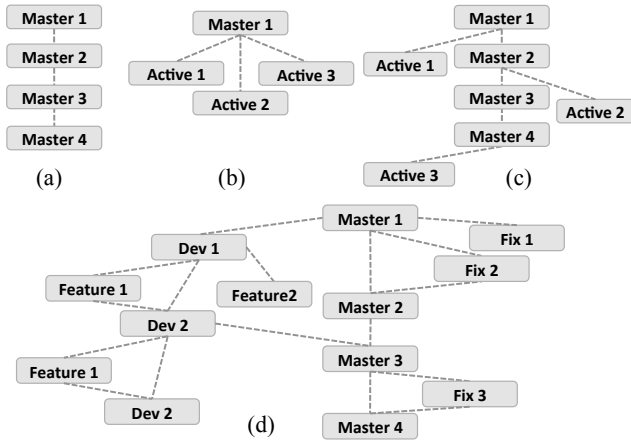 Master 1
Master 2
Master 3
Master 4
(a)
Master 1
Active 1
Active 3
Active 2
(b)
Master 1
Active 1
Master 2
Master 3
Active 2
Master 4
Active 3
(c)
Master 1
Fix 1
Dev 1
Fix 2
Feature 1
Feature2
Master 2
Dev 2
Master 3
Feature 1
Fix 3
Dev 2
Master 4
(d)